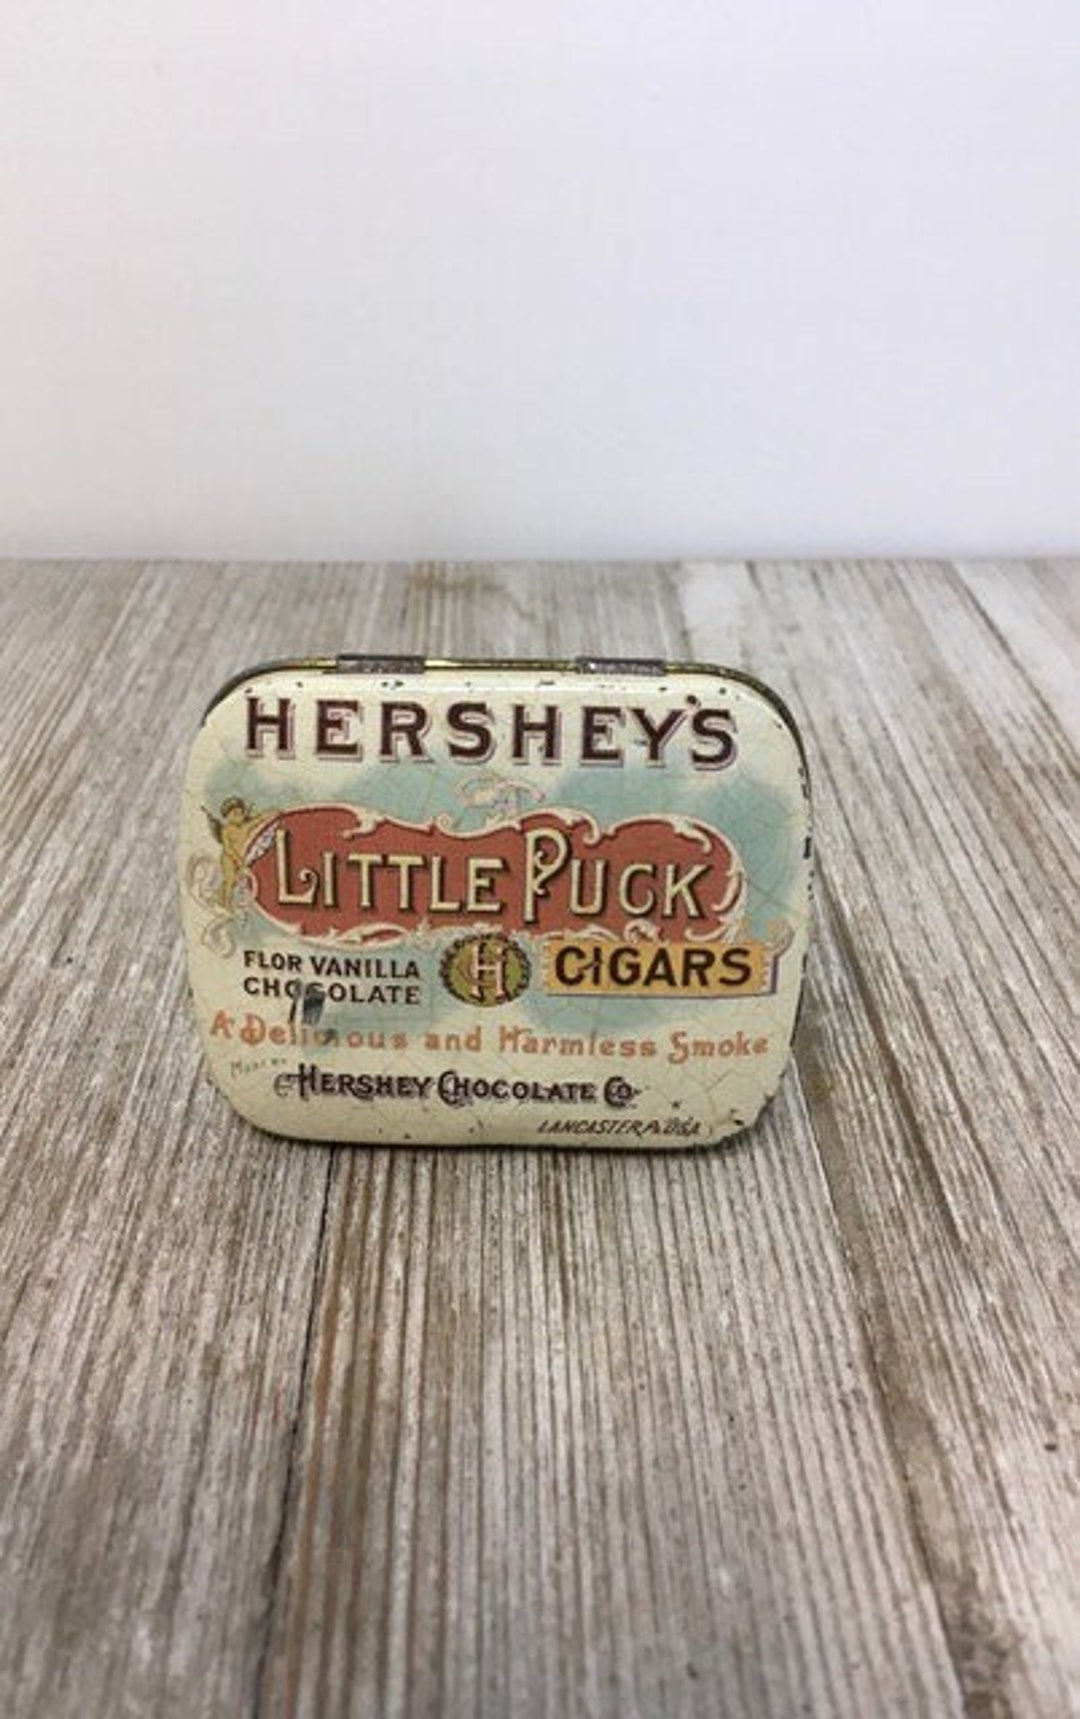 HERSHEY'S
LITTLE PUCK
FLOR VANILLA
CHOCOLATE
H
CIGARS
A Delicious and Harmless Smoke
HERSHEY CHOCOLATE CO.
LANCASTER, PA. U.S.A.